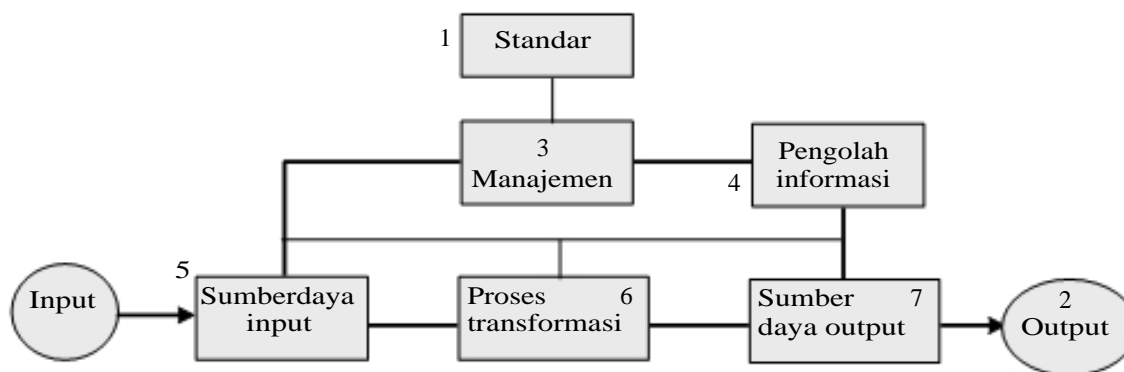 1 Standar
3
Manajemen
Pengolah
4 informasi
5
Input
Sumberdaya
input
Proses 6
transformasi
Sumber 7
daya output
2
Output